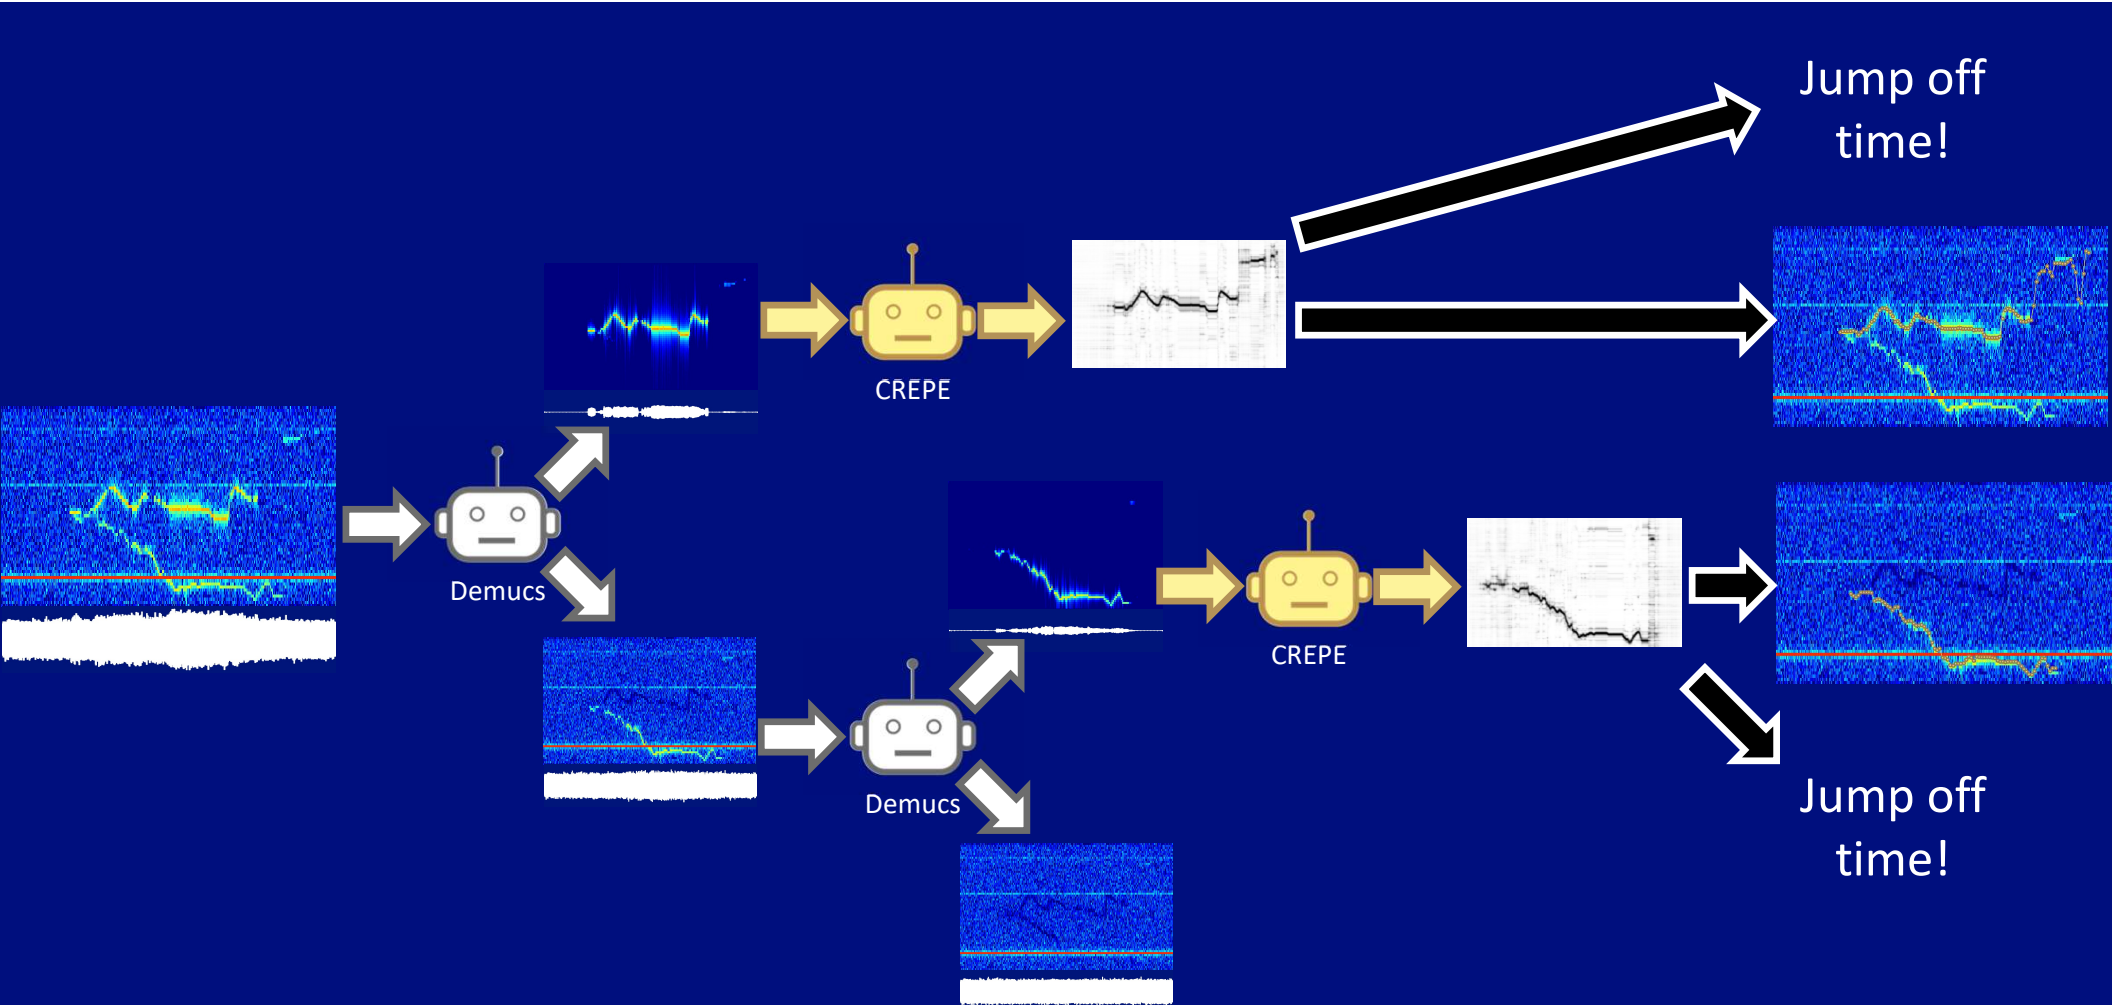 Jump off
time!
CREPE
Demucs
CREPE
Demucs
Jump off
time!